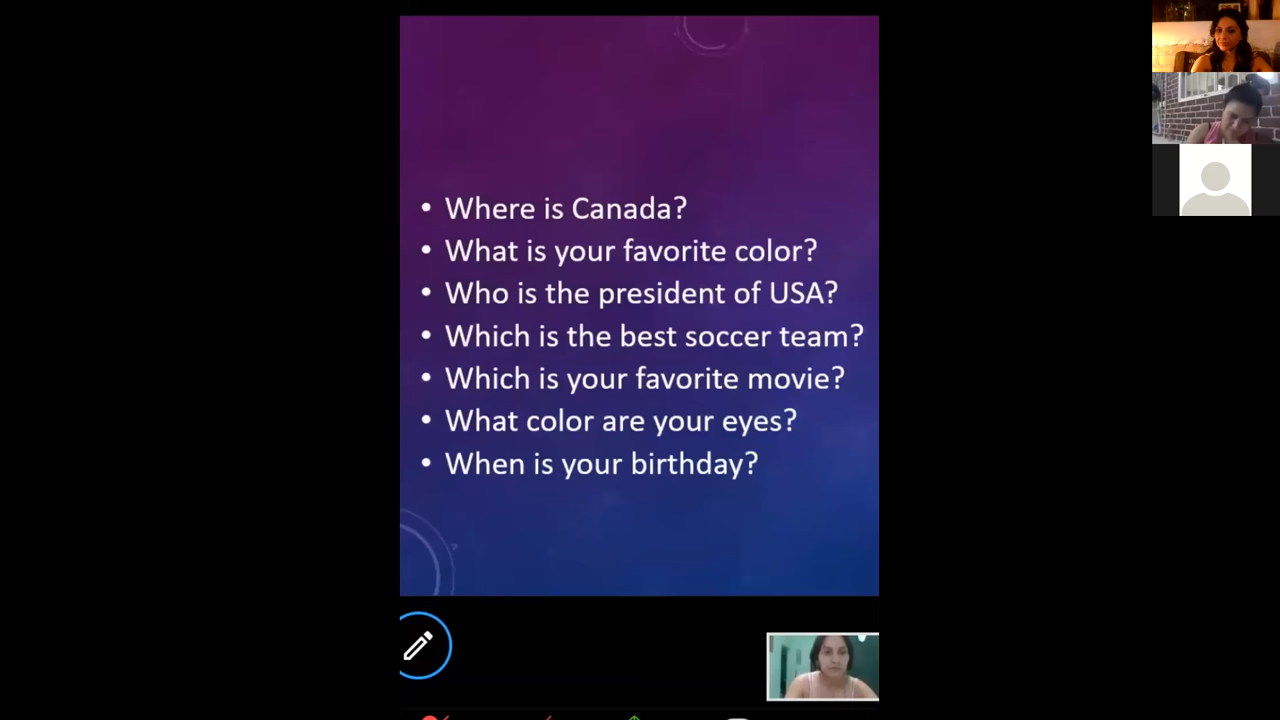 Where is Canada?
What is your favorite color?
Who is the president of USA?
Which is the best soccer team?
Which is your favorite movie?
What color are your eyes?
When is your birthday?